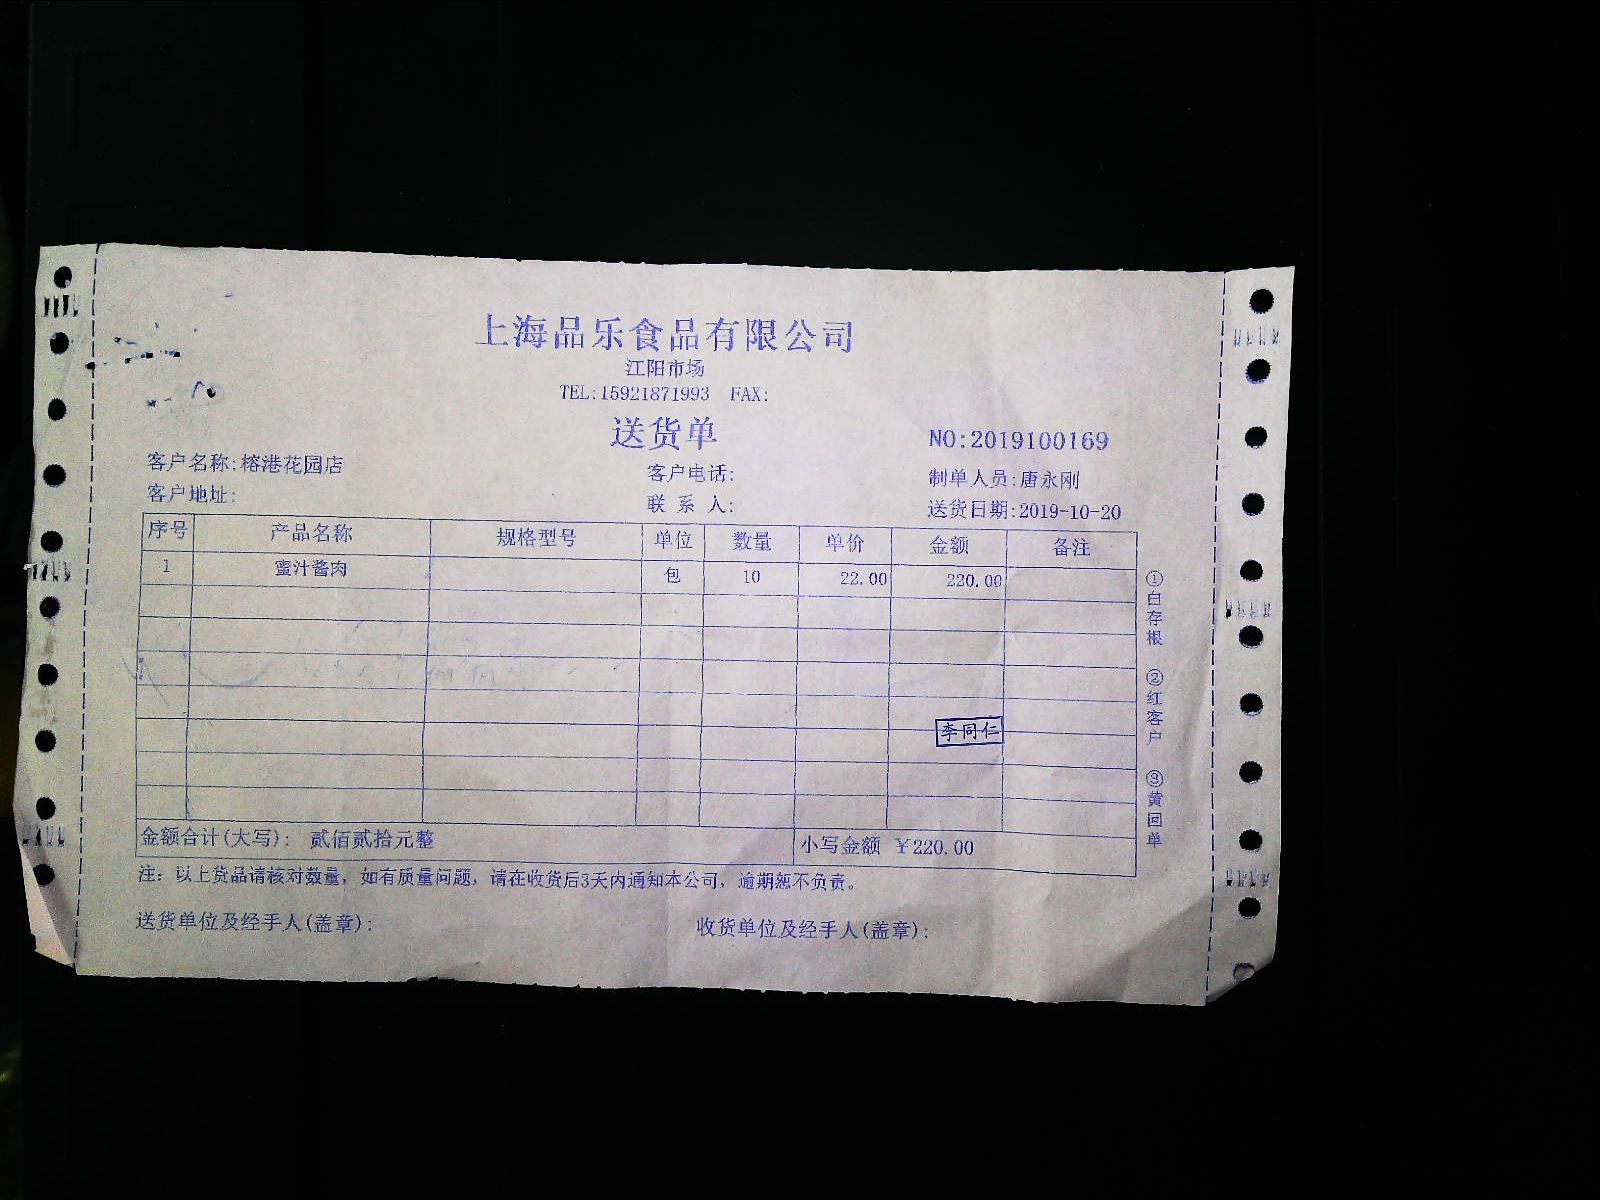 上海品乐食品有限公司
江阳市场
TEL:15921871993 FAX:
送货单
NO:2019100169
客户名称:榕港花园店 客户电话: 制单人员:唐永刚
客户地址: 联 系 人: 送货日期:2019-10-20
序号 产品名称 规格型号 单位 数量 单价 金额 备注
1 蜜汁酱肉 包 10 22.00 220.00
李同仁
金额合计(大写): 贰佰贰拾元整 小写金额 ￥220.00
注: 以上货品请核对数量, 如有质量问题, 请在收货后3天内通知本公司, 逾期恕不负责。
送货单位及经手人(盖章): 收货单位及经手人(盖章):
①白存根 ②红客户 ③黄回单